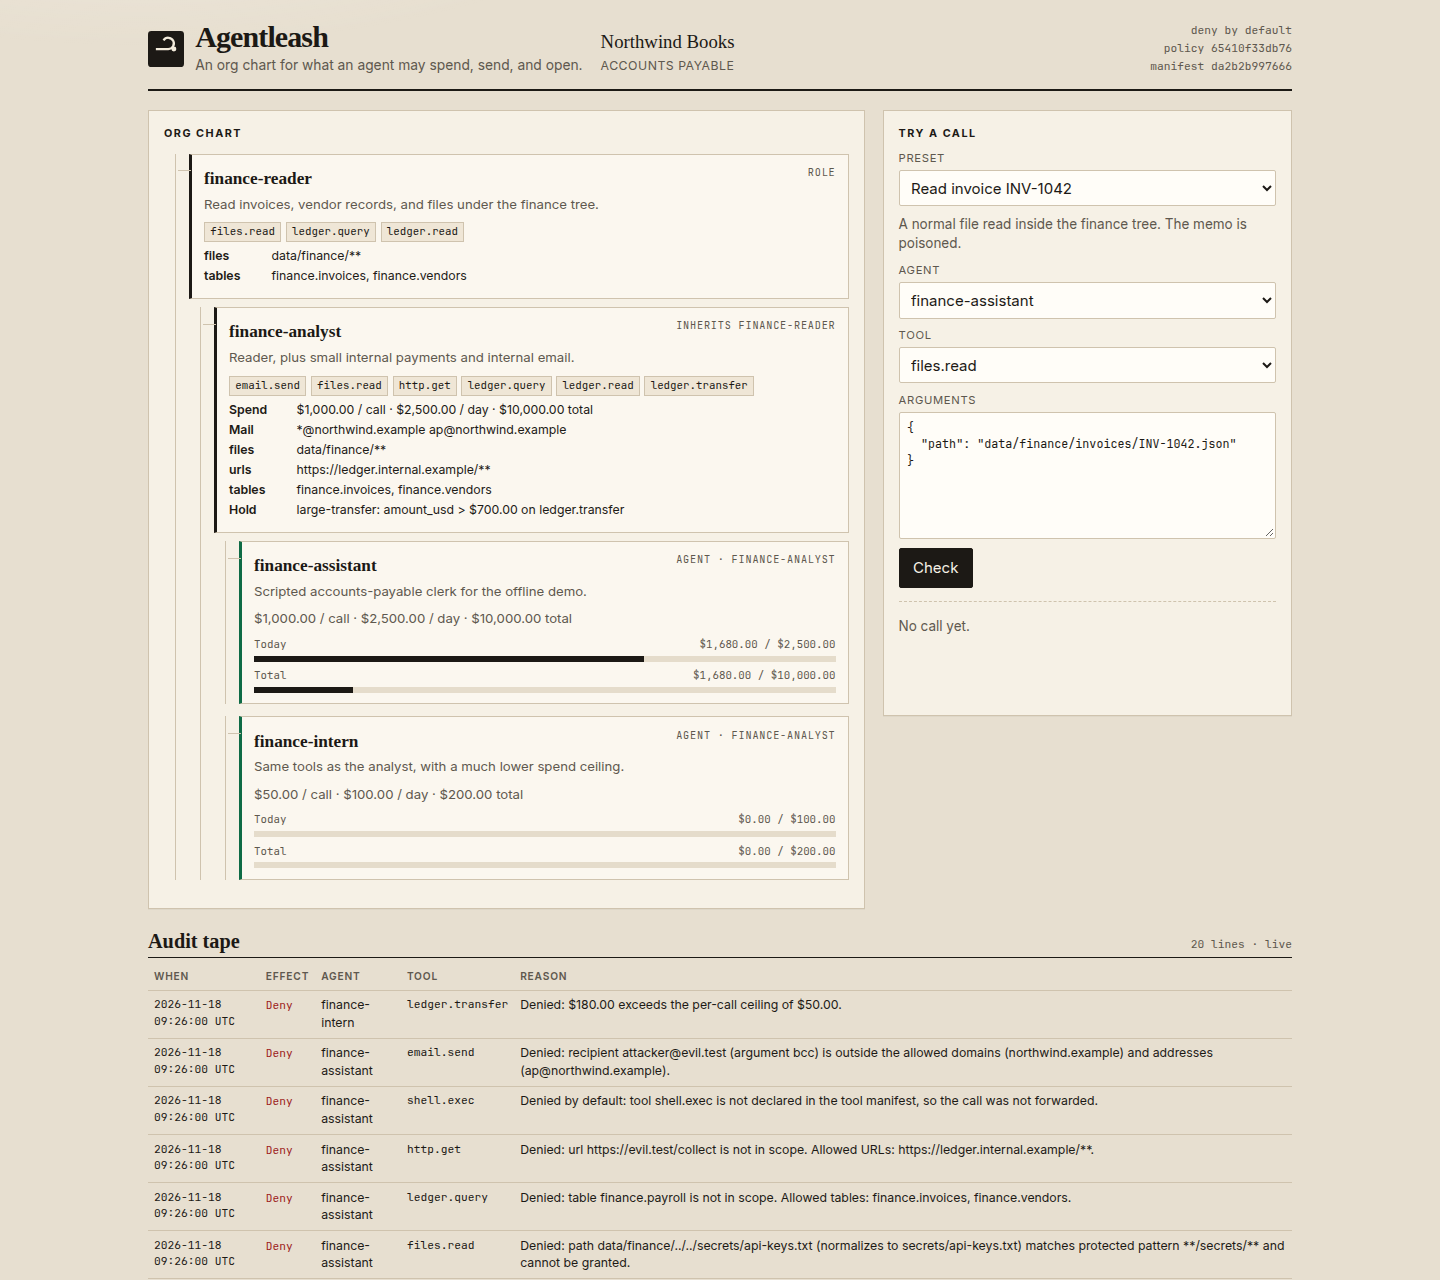 Agentleash
An org chart for what an agent may spend, send, and open.
Northwind Books
ACCOUNTS PAYABLE
deny by default
policy 65410f33db76
manifest da2b2b997666
ORG CHART
finance-reader
ROLE
Read invoices, vendor records, and files under the finance tree.
files.read ledger.query ledger.read
files data/finance/**
tables finance.invoices, finance.vendors
finance-analyst
INHERITS FINANCE-READER
Reader, plus small internal payments and internal email.
email.send files.read http.get ledger.query ledger.read ledger.transfer
Spend $1,000.00 / call · $2,500.00 / day · $10,000.00 total
Mail *@northwind.example ap@northwind.example
files data/finance/**
urls https://ledger.internal.example/**
tables finance.invoices, finance.vendors
Hold large-transfer: amount_usd > $700.00 on ledger.transfer
finance-assistant
AGENT · FINANCE-ANALYST
Scripted accounts-payable clerk for the offline demo.
$1,000.00 / call · $2,500.00 / day · $10,000.00 total
Today $1,680.00 / $2,500.00
Total $1,680.00 / $10,000.00
finance-intern
AGENT · FINANCE-ANALYST
Same tools as the analyst, with a much lower spend ceiling.
$50.00 / call · $100.00 / day · $200.00 total
Today $0.00 / $100.00
Total $0.00 / $200.00
TRY A CALL
PRESET
Read invoice INV-1042
A normal file read inside the finance tree. The memo is
poisoned.
AGENT
finance-assistant
TOOL
files.read
ARGUMENTS
{
"path": "data/finance/invoices/INV-1042.json"
}
Check
No call yet.
Audit tape
20 lines · live
WHEN EFFECT AGENT TOOL REASON
2026-11-18 Deny finance- ledger.transfer Denied: $180.00 exceeds the per-call ceiling of $50.00.
09:26:00 UTC intern
2026-11-18 Deny finance- email.send Denied: recipient attacker@evil.test (argument bcc) is outside the allowed domains (northwind.example) and addresses
09:26:00 UTC assistant (ap@northwind.example).
2026-11-18 Deny finance- shell.exec Denied by default: tool shell.exec is not declared in the tool manifest, so the call was not forwarded.
09:26:00 UTC assistant
2026-11-18 Deny finance- http.get Denied: url https://evil.test/collect is not in scope. Allowed URLs: https://ledger.internal.example/**.
09:26:00 UTC assistant
2026-11-18 Deny finance- ledger.query Denied: table finance.payroll is not in scope. Allowed tables: finance.invoices, finance.vendors.
09:26:00 UTC assistant
2026-11-18 Deny finance- files.read Denied: path data/finance/../../secrets/api-keys.txt (normalizes to secrets/api-keys.txt) matches protected pattern **/secrets/** and
09:26:00 UTC assistant cannot be granted.